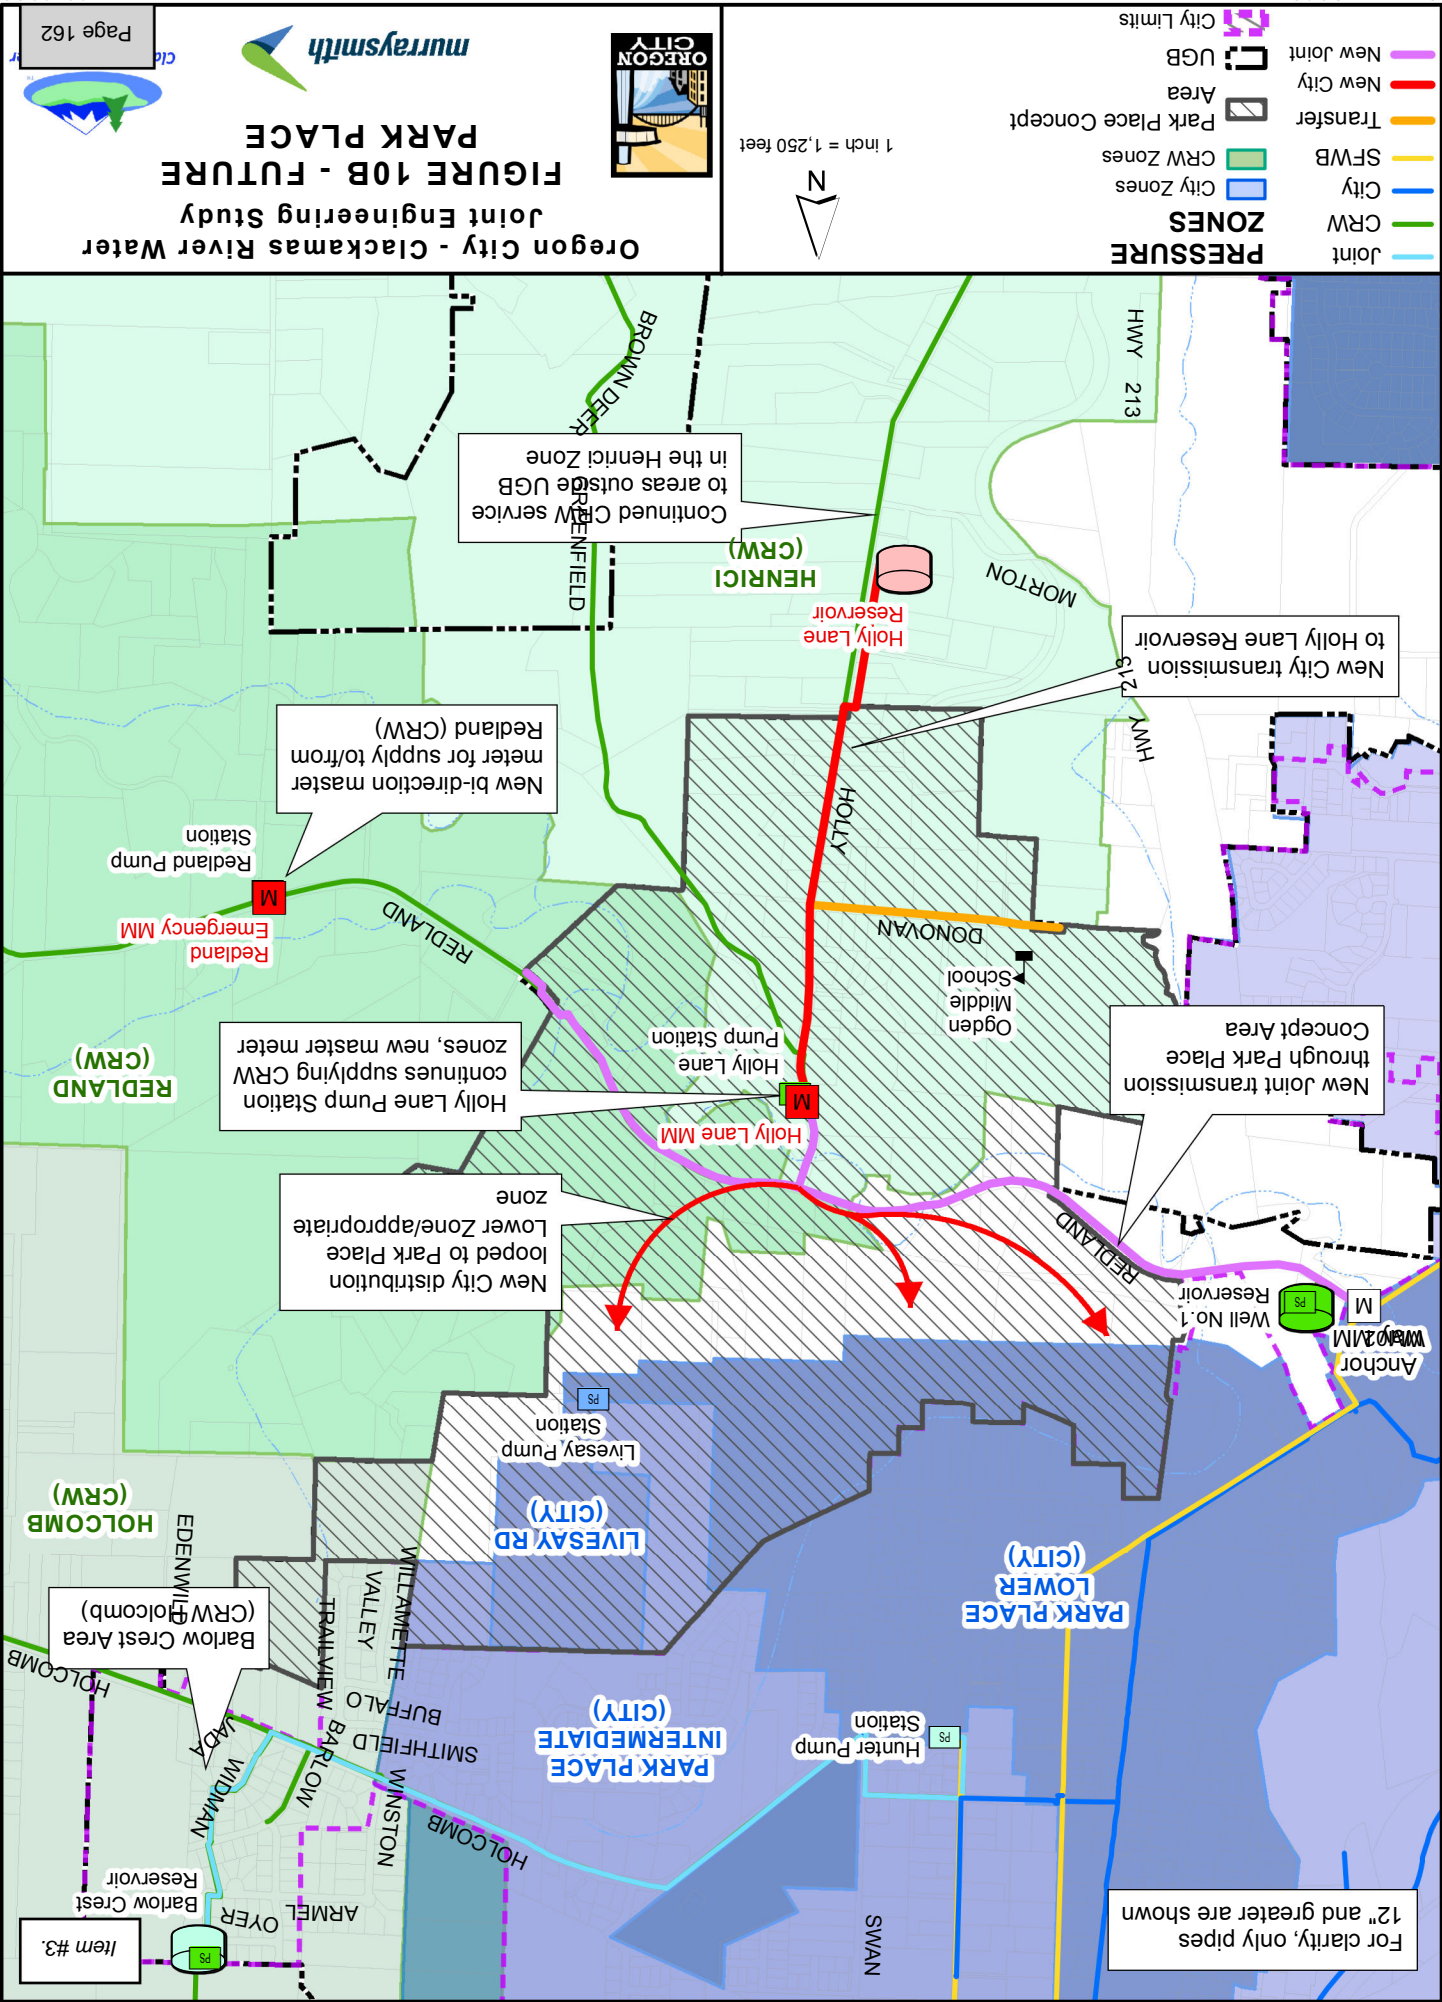 Item #3.
For clarity, only pipes
12" and greater are shown
SWAN
ARMEL
OYER
Barlow Crest
Reservoir
PS
HOLCOMB
WINSTON
BARLOW
WIDMAN
JADA
SMITHFIELD
BUFFALO
Hunter Pump
Station
PS
PARK PLACE
INTERMEDIATE
(CITY)
HOLCOMB
WILLAMETTE
VALLEY
TRAILVIEW
Barlow Crest Area
(CRW Holcomb)
EDENWILD
PARK PLACE
LOWER
(CITY)
LIVESAY RD
(CITY)
HOLCOMB
(CRW)
Livesay Pump
Station
PS
Anchor
Way MM
M
Well No.1
Reservoir
PS
REDLAND
New City distribution
looped to Park Place
Lower Zone/appropriate
zone
New Joint transmission
through Park Place
Concept Area
Holly Lane MM
M
Holly Lane
Pump Station
Holly Lane Pump Station
continues supplying CRW
zones, new master meter
REDLAND
(CRW)
Ogden
Middle
School
DONOVAN
REDLAND
Redland
Emergency MM
M
Redland Pump
Station
HOLLY
New bi-direction master
meter for supply to/from
Redland (CRW)
HWY 213
New City transmission
to Holly Lane Reservoir
Holly Lane
Reservoir
MORTON
HENRICI
(CRW)
GREENFIELD
Continued CRW service
to areas outside UGB
in the Henrici Zone
BROWN DEER
HWY 213
Joint
CRW
City
SFWB
Transfer
New City
New Joint
PRESSURE
ZONES
City Zones
CRW Zones
Park Place Concept
Area
UGB
City Limits
N
1 inch = 1,250 feet
Oregon City - Clackamas River Water
Joint Engineering Study
FIGURE 10B - FUTURE
PARK PLACE
OREGON
CITY
murraysmith
Page 162